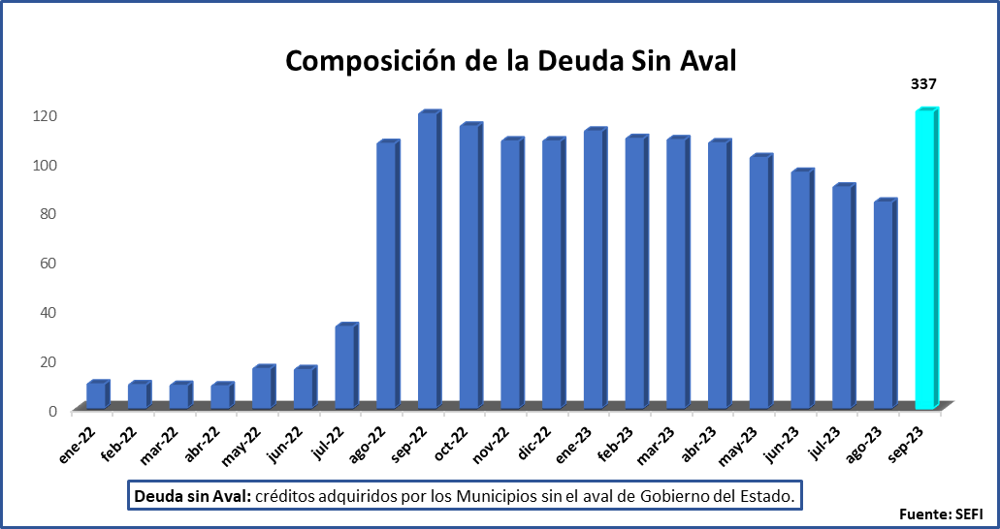 Composición de la Deuda Sin Aval
337
120
100
80
60
40
20
0
ene-22
feb-22
mar-22
abr-22
may-22
jun-22
jul-22
ago-22
sep-22
oct-22
nov-22
dic-22
ene-23
feb-23
mar-23
abr-23
may-23
jun-23
jul-23
ago-23
sep-23
Deuda sin Aval: créditos adquiridos por los Municipios sin el aval de Gobierno del Estado.
Fuente: SEFI